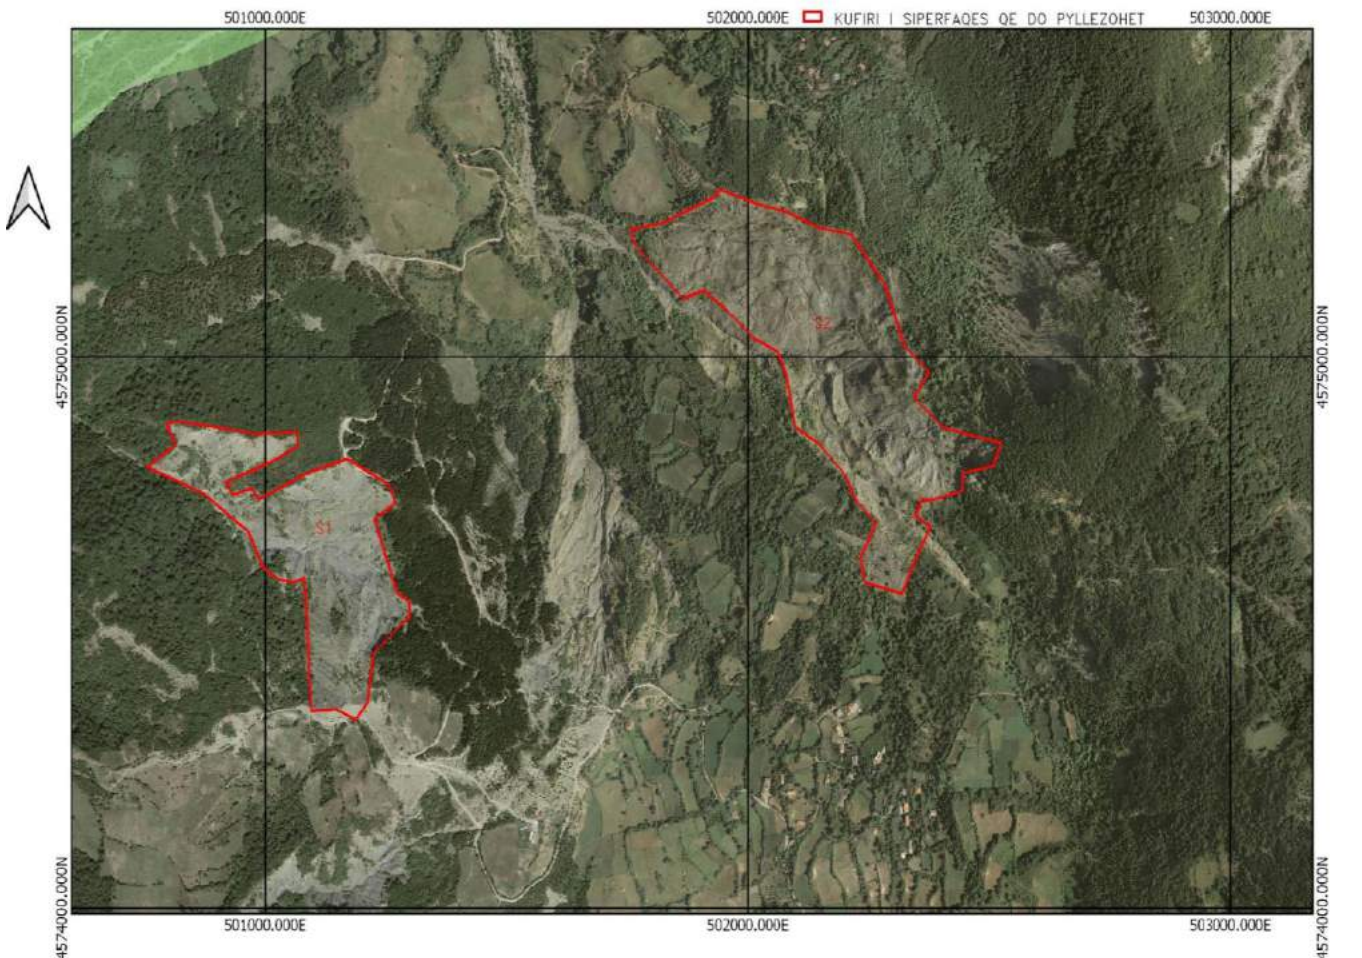 501000.000E 502000.000E KUFIRI I SIPERFAQES QE DO PYLLEZOHET 503000.000E
4575000.000N 4575000.000N
S2
S1
4574000.000N 4574000.000N
501000.000E 502000.000E 503000.000E